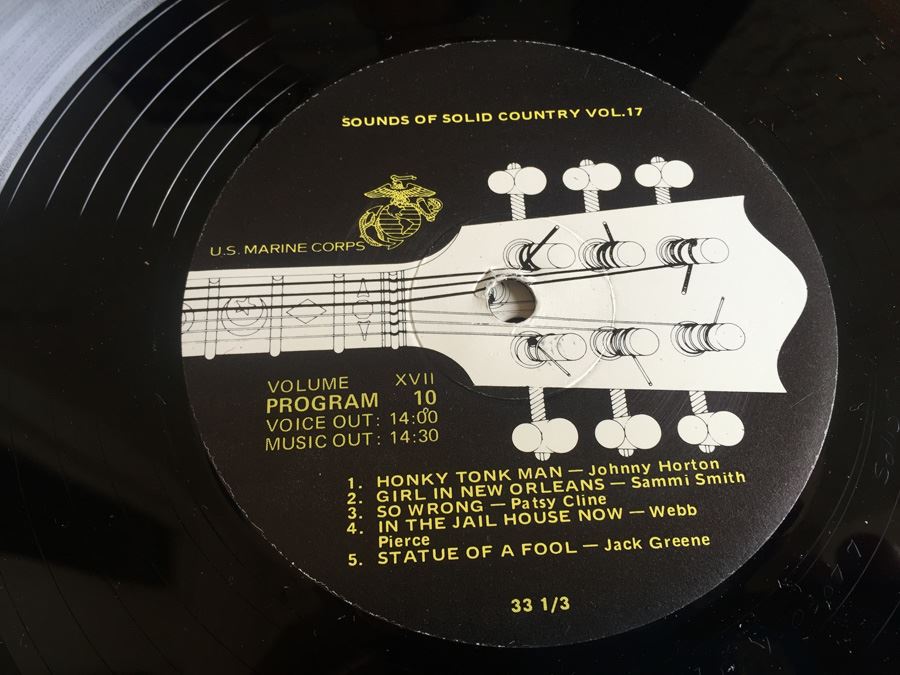 SOUNDS OF SOLID COUNTRY VOL.17
U.S. MARINE CORPS
VOLUME XVII
PROGRAM 10
VOICE OUT: 14:00
MUSIC OUT: 14:30
1. HONKY TONK MAN — Johnny Horton
2. GIRL IN NEW ORLEANS — Sammi Smith
3. SO WRONG — Patsy Cline
4. IN THE JAIL HOUSE NOW — Webb
Pierce
5. STATUE OF A FOOL — Jack Greene
33 1/3